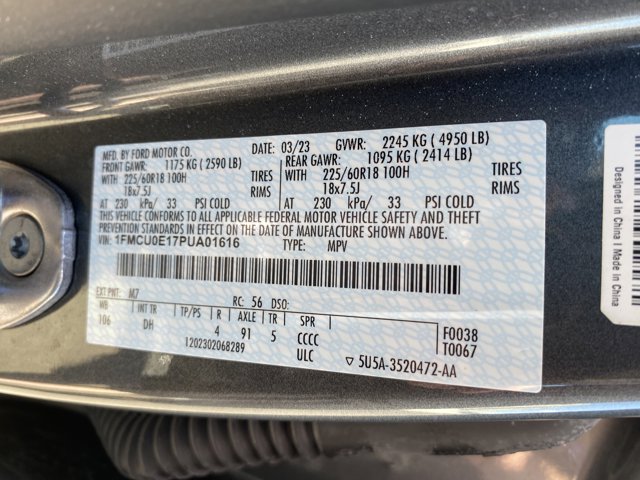 MFD. BY FORD MOTOR CO. DATE: 03/23 GVWR: 2245 KG ( 4950 LB)
FRONT GAWR: 1175 KG ( 2590 LB) REAR GAWR: 1095 KG ( 2414 LB)
WITH 225/60R18 100H TIRES WITH 225/60R18 100H TIRES
18x7.5J RIMS 18x7.5J RIMS
AT 230 kPa/ 33 PSI COLD AT 230 kPa/ 33 PSI COLD
THIS VEHICLE CONFORMS TO ALL APPLICABLE FEDERAL MOTOR VEHICLE SAFETY AND THEFT
PREVENTION STANDARDS IN EFFECT ON THE DATE OF MANUFACTURE SHOWN ABOVE.
VIN: 1FMCU0E17PUA01616 TYPE: MPV
EXT PNT: M7 RC: 56 DSO:
WB INT TR TP/PS R AXLE TR SPR
106 DH 4 91 5 CCCC F0038
1202302068289 ULC T0067
▽ 5U5A-3520472-AA
Designed in
China | Made in China